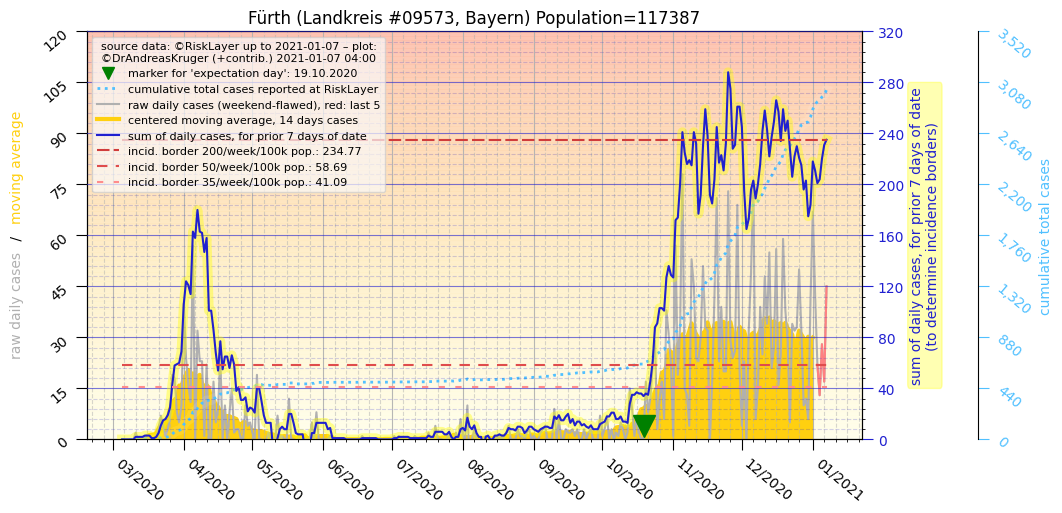 Fürth (Landkreis #09573, Bayern) Population=117387
source data: ©RiskLayer up to 2021-01-07 – plot:
©DrAndreasKruger (+contrib.) 2021-01-07 04:00
marker for 'expectation day': 19.10.2020
cumulative total cases reported at RiskLayer
raw daily cases (weekend-flawed), red: last 5
centered moving average, 14 days cases
sum of daily cases, for prior 7 days of date
incid. border 200/week/100k pop.: 234.77
incid. border 50/week/100k pop.: 58.69
incid. border 35/week/100k pop.: 41.09
raw daily cases / moving average
120
105
90
75
60
45
30
15
0
03/2020
04/2020
05/2020
06/2020
07/2020
08/2020
09/2020
10/2020
11/2020
12/2020
01/2021
320
280
240
200
160
120
80
40
0
sum of daily cases, for prior 7 days of date
(to determine incidence borders)
3,520
3,080
2,640
2,200
1,760
1,320
880
440
0
cumulative total cases